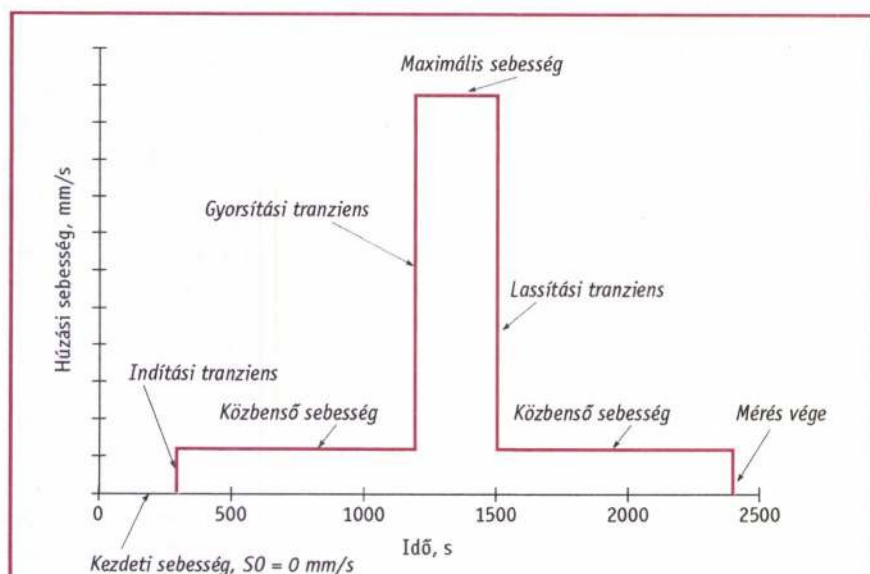 Maximális sebesség
Húzási sebesség, mm/s
Gyorsítási tranziens
Lassítási tranziens
Indítási tranziens
Közbenső sebesség
Közbenső sebesség
Mérés vége
0 500 1000 1500 2000 2500
Idő, s
Kezdeti sebesség, S0 = 0 mm/s